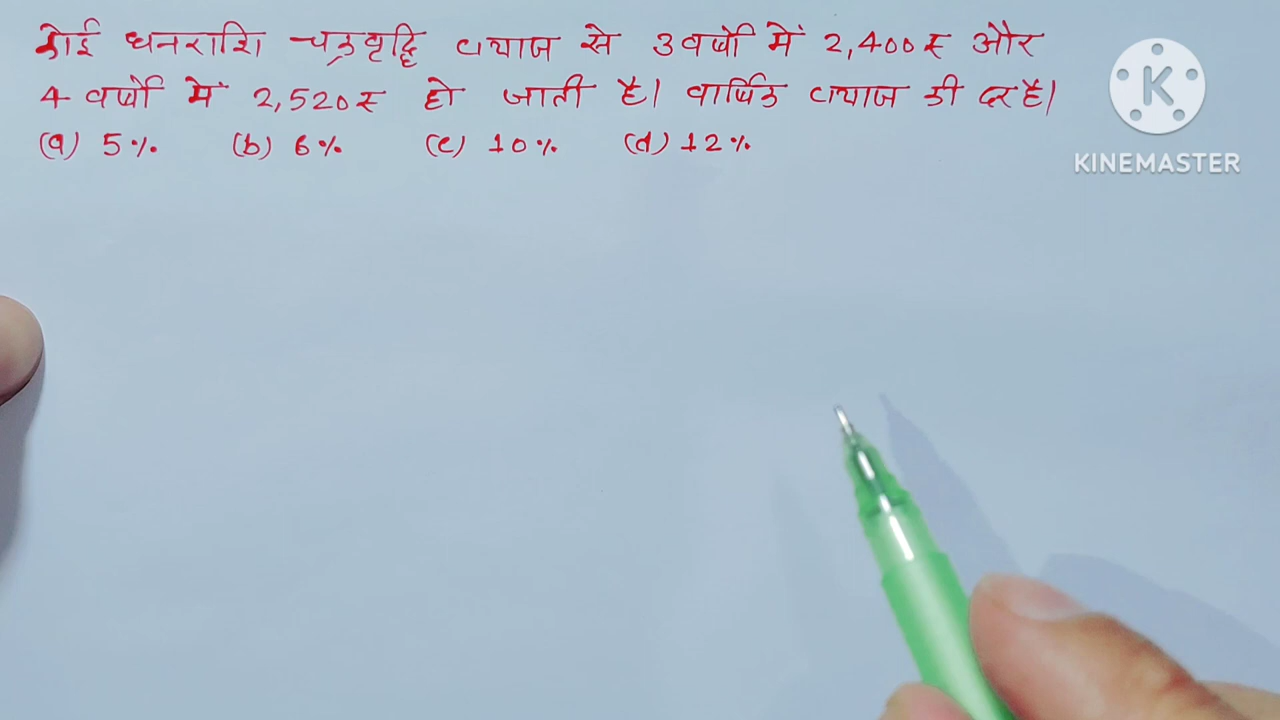 कोई धनराशि चक्रवृद्धि ब्याज से 3 वर्षों में 2,400₹ और
4 वर्षों में 2,520₹ हो जाती है। वार्षिक ब्याज की दर है।
(a) 5% (b) 6% (c) 10% (d) 12%
K
KINEMASTER